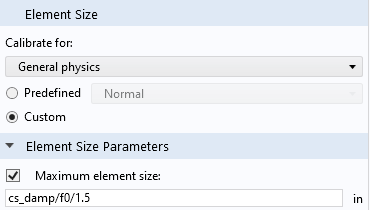 Element Size
Calibrate for:
General physics
Predefined Normal
Custom
Element Size Parameters
Maximum element size:
cs_damp/f0/1.5 in